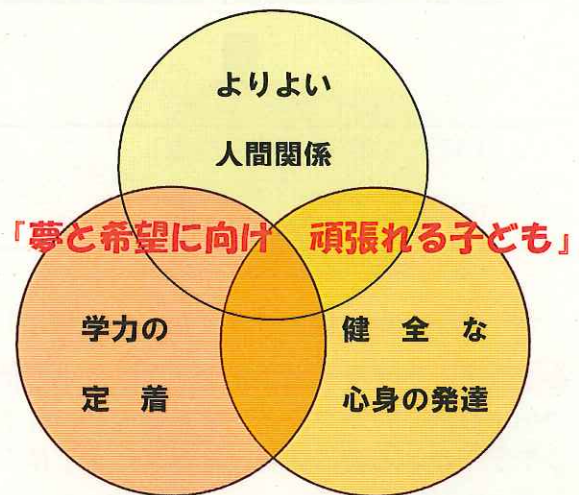 よりよい
人間関係
『夢と希望に向け　頑張れる子ども』
学力の
定　着
健　全　な
心身の発達